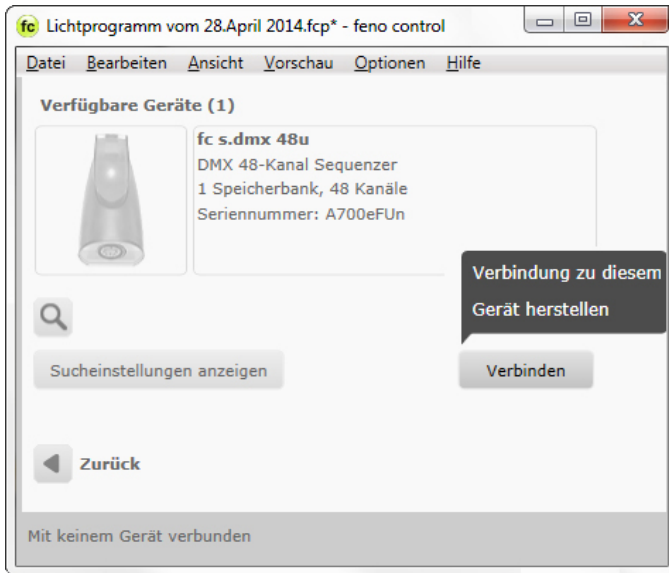 fc Lichtprogramm vom 28.April 2014.fcp* - feno control
Datei Bearbeiten Ansicht Vorschau Optionen Hilfe
Verfügbare Geräte (1)
fc s.dmx 48u
DMX 48-Kanal Sequenzer
1 Speicherbank, 48 Kanäle
Seriennummer: A700eFUn
Verbindung zu diesem
Gerät herstellen
Sucheinstellungen anzeigen
Verbinden
Zurück
Mit keinem Gerät verbunden